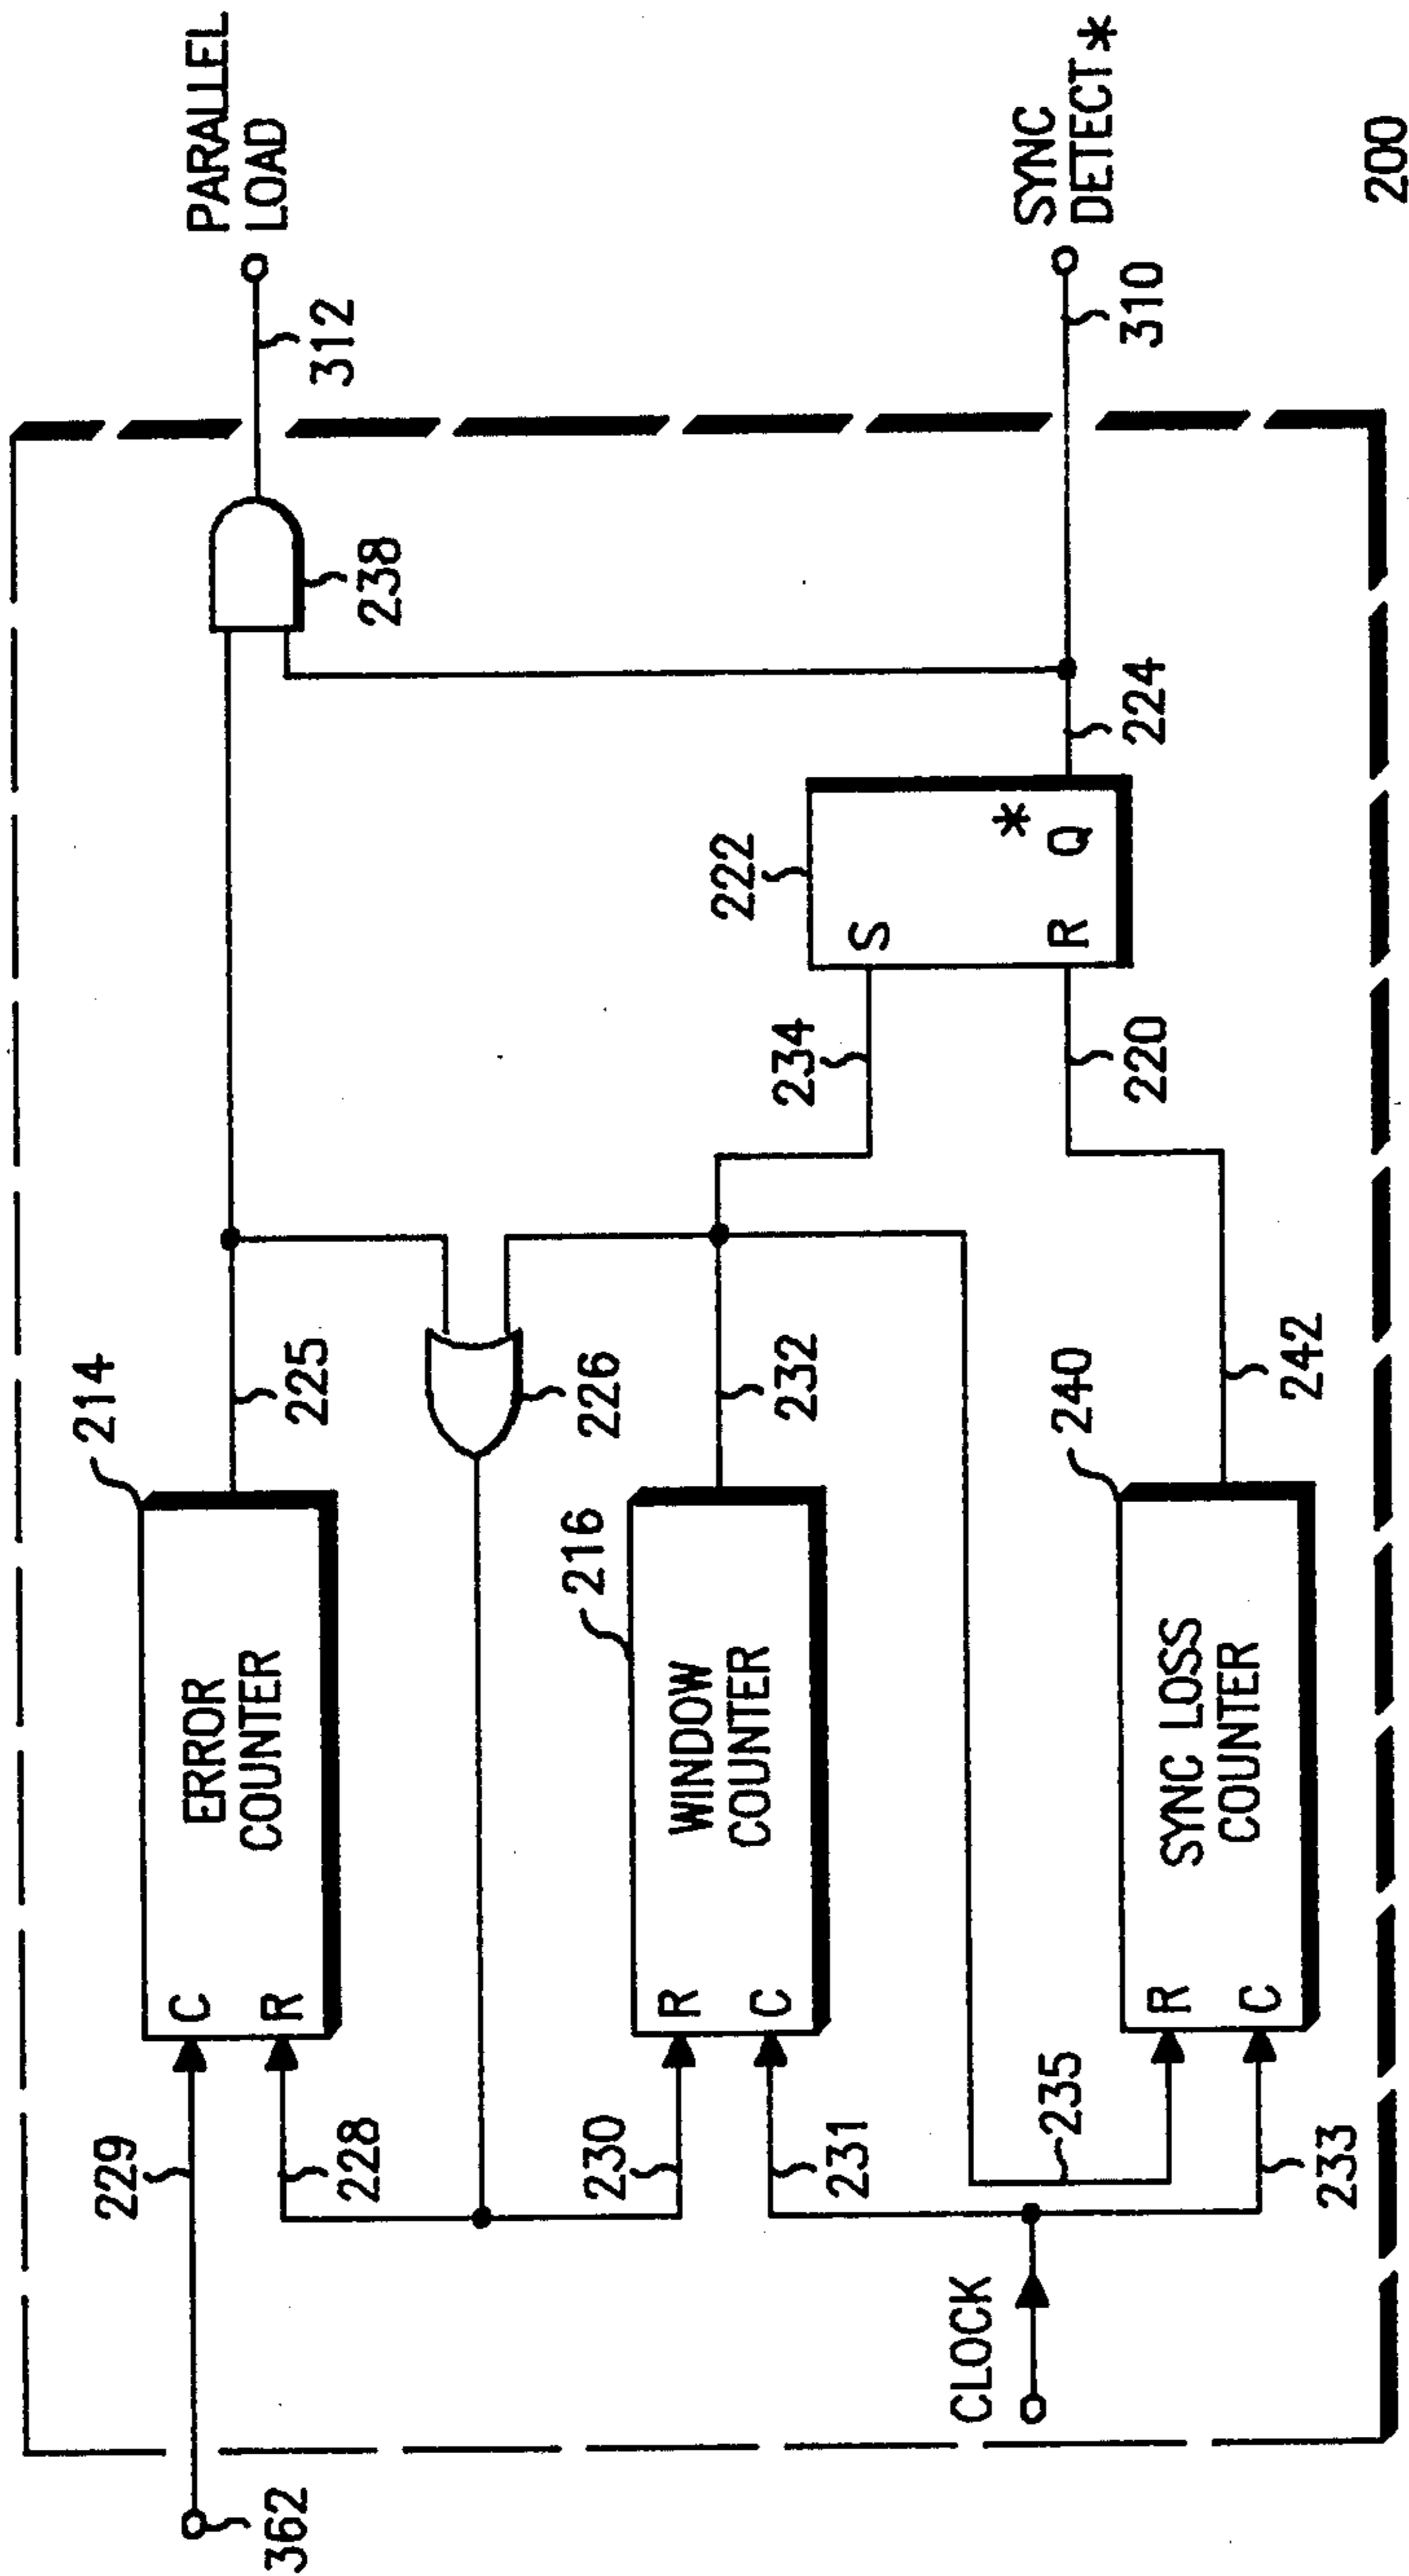 PARALLEL
LOAD
312
238
214
225
ERROR
COUNTER
C
R
229
228
362
226
216
232
WINDOW
COUNTER
R
C
230
231
234
222
S
R
*
Q
224
220
SYNC
DETECT*
310
240
242
SYNC LOSS
COUNTER
R
C
235
233
CLOCK
200